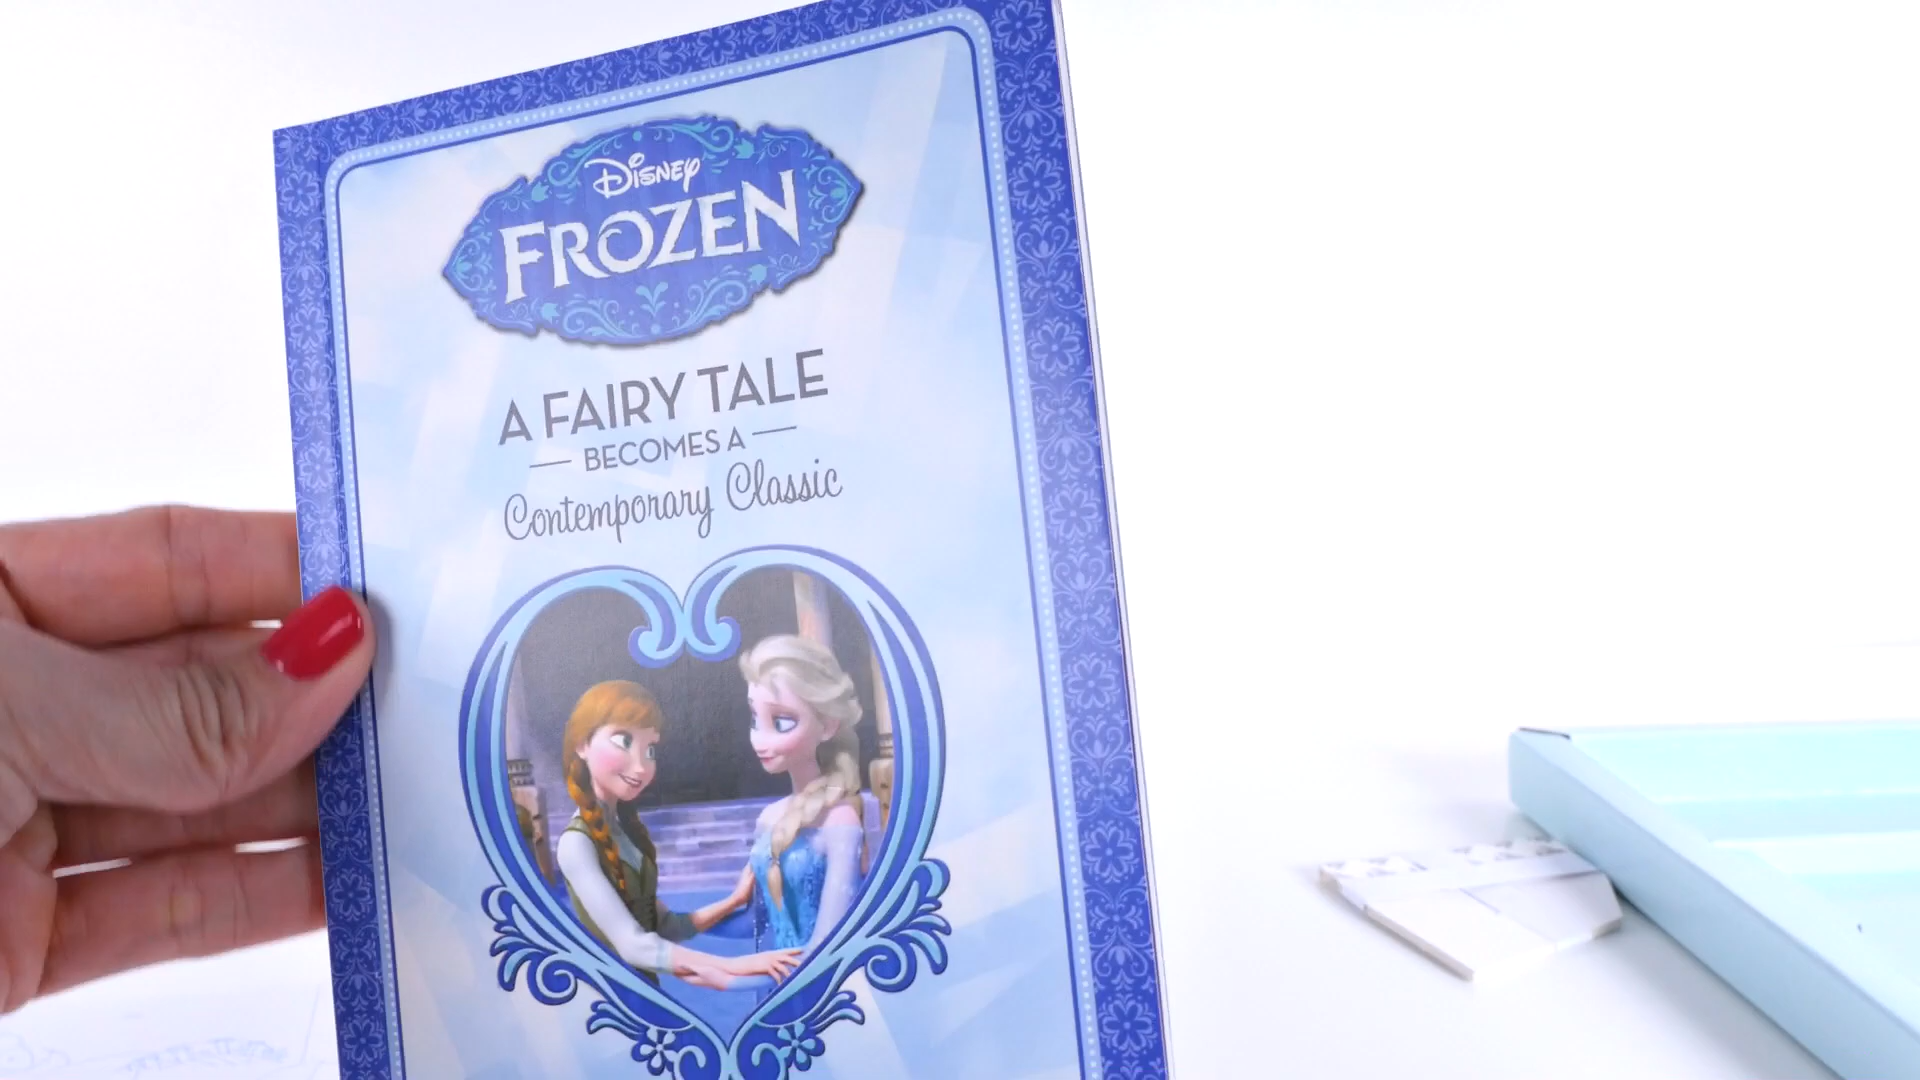 Disney
FROZEN
A FAIRY TALE
BECOMES A
Contemporary Classic